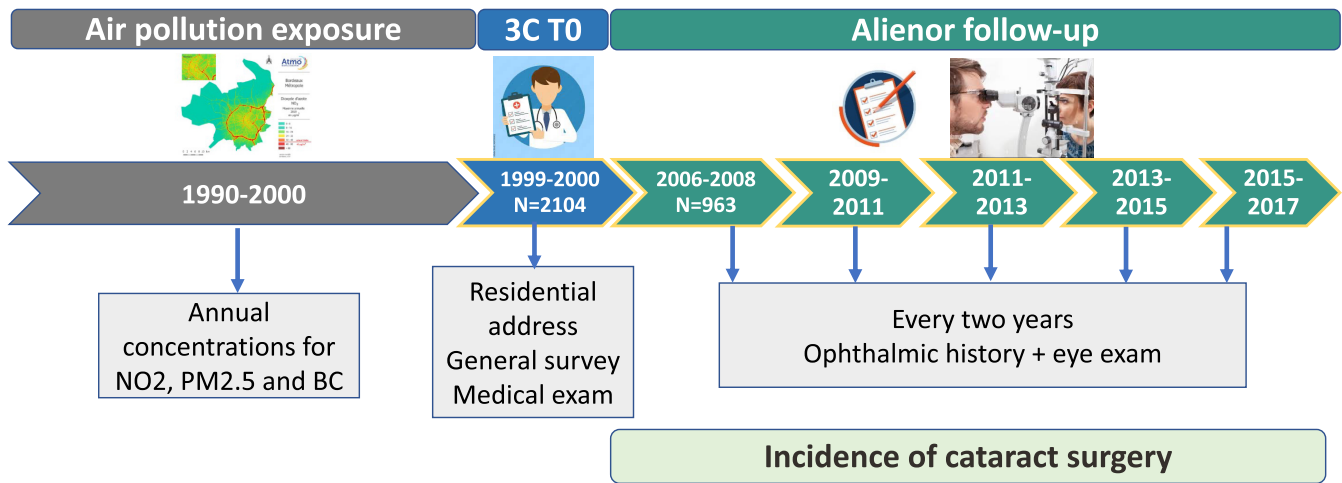 Air pollution exposure
3C T0
Alienor follow-up
Atmo
Bordeaux
Métropole
1990-2000
1999-2000
N=2104
2006-2008
N=963
2009-
2011
2011-
2013
2013-
2015
2015-
2017
Annual
concentrations for
NO2, PM2.5 and BC
Residential
address
General survey
Medical exam
Every two years
Ophthalmic history + eye exam
Incidence of cataract surgery